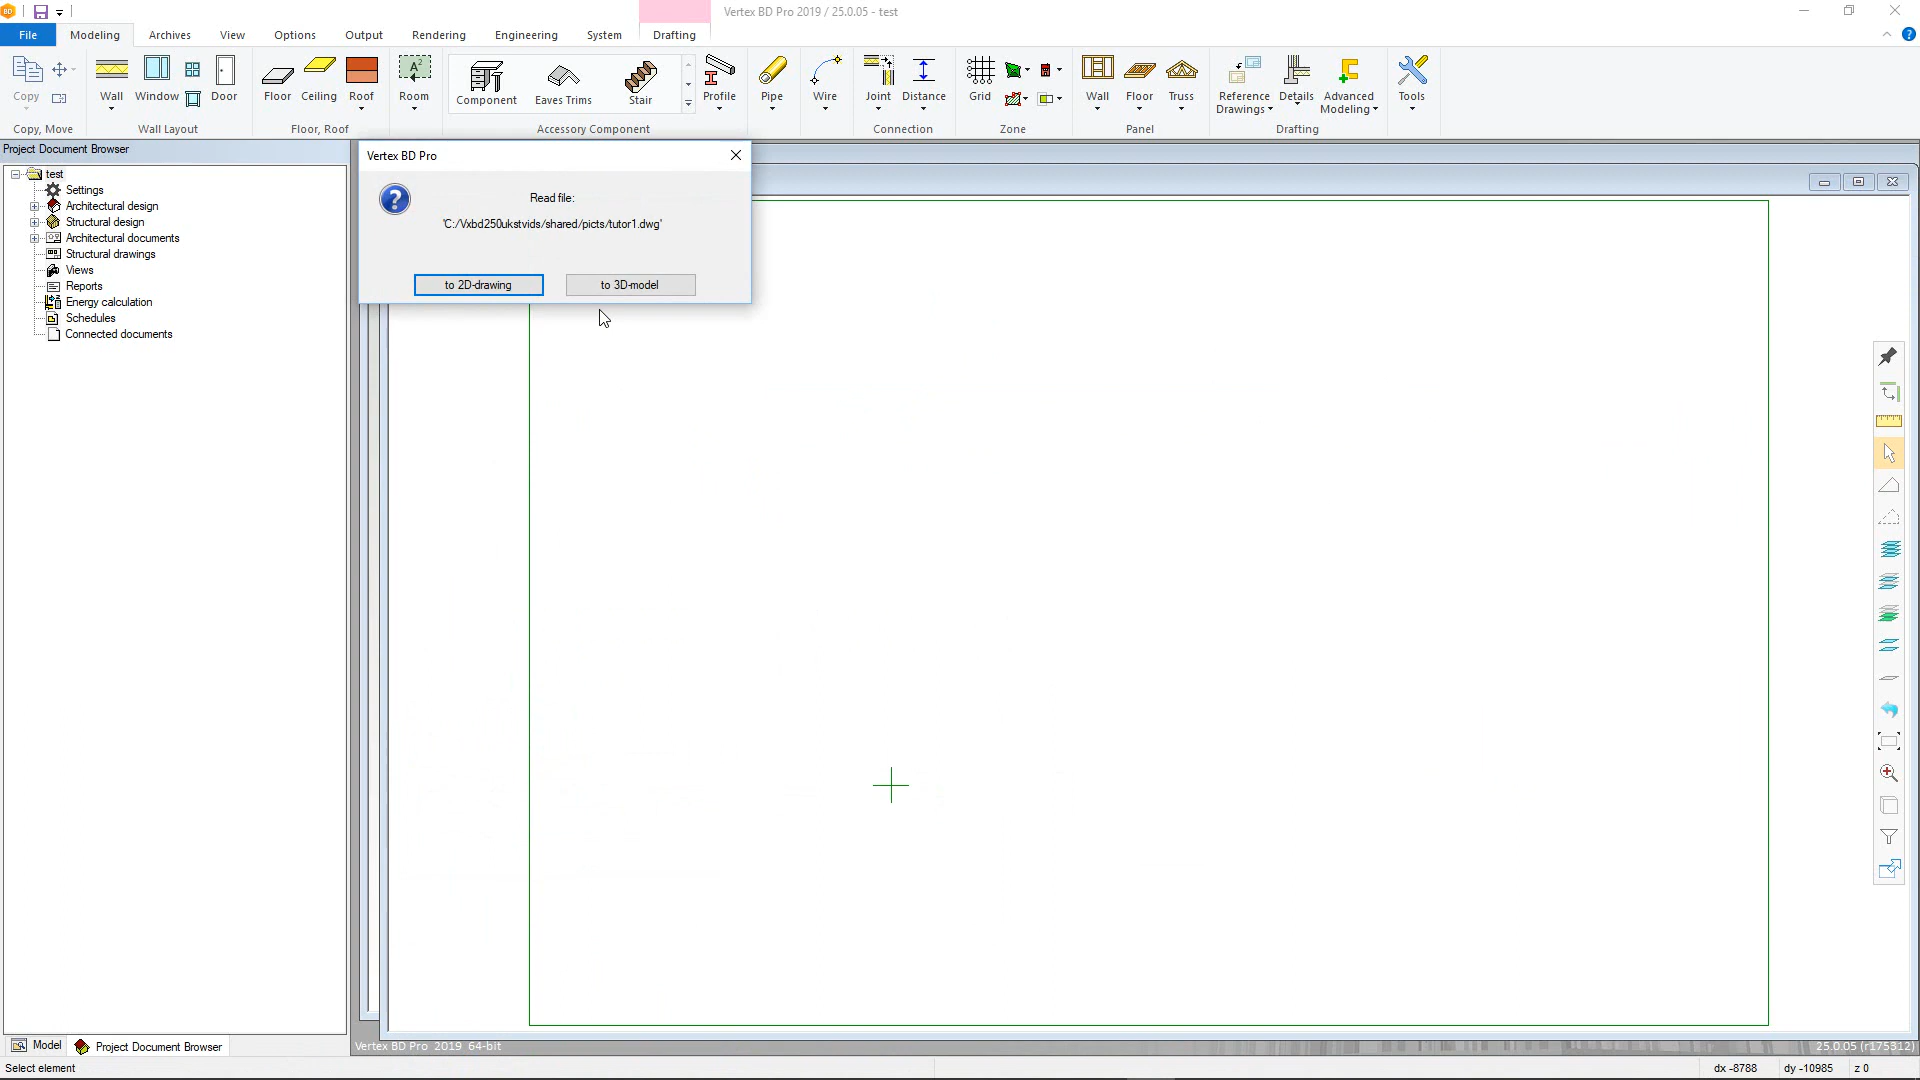 BD
Vertex BD Pro 2019 / 25.0.05 - test
File
Modeling
Archives
View
Options
Output
Rendering
Engineering
System
Drafting
Copy
Wall
Window
Door
Floor
Ceiling
Roof
Room
Component
Eaves Trims
Stair
Profile
Pipe
Wire
Joint
Distance
Grid
Wall
Floor
Truss
Reference Drawings
Details
Advanced Modeling
Tools
Copy, Move
Wall Layout
Floor, Roof
Accessory Component
Connection
Zone
Panel
Drafting
Project Document Browser
test
Settings
Architectural design
Structural design
Architectural documents
Structural drawings
Views
Reports
Energy calculation
Schedules
Connected documents
Vertex BD Pro
Read file:
'C:/Vxbd250ukstvids/shared/picts/tutor1.dwg'
to 2D-drawing
to 3D-model
Model
Project Document Browser
Vertex BD Pro 2019 64-bit
25.0.05 (r175312)
Select element
dx -8788
dy -10985
z 0